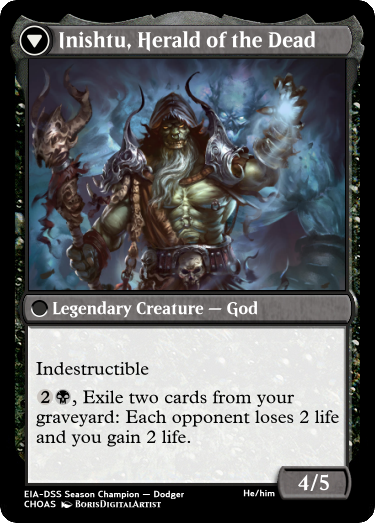 Inishtu, Herald of the Dead
Legendary Creature — God
Indestructible
2, Exile two cards from your
graveyard: Each opponent loses 2 life
and you gain 2 life.
4/5
EIA-DSS Season Champion — Dodger
He/him
CHOAS BorisDigitalArtist